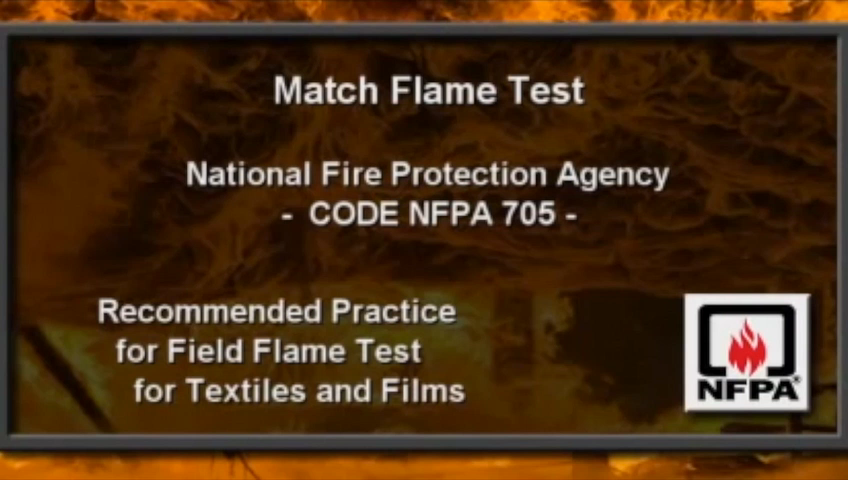 Match Flame Test
National Fire Protection Agency
- CODE NFPA 705 -
Recommended Practice
for Field Flame Test
for Textiles and Films
NFPA®